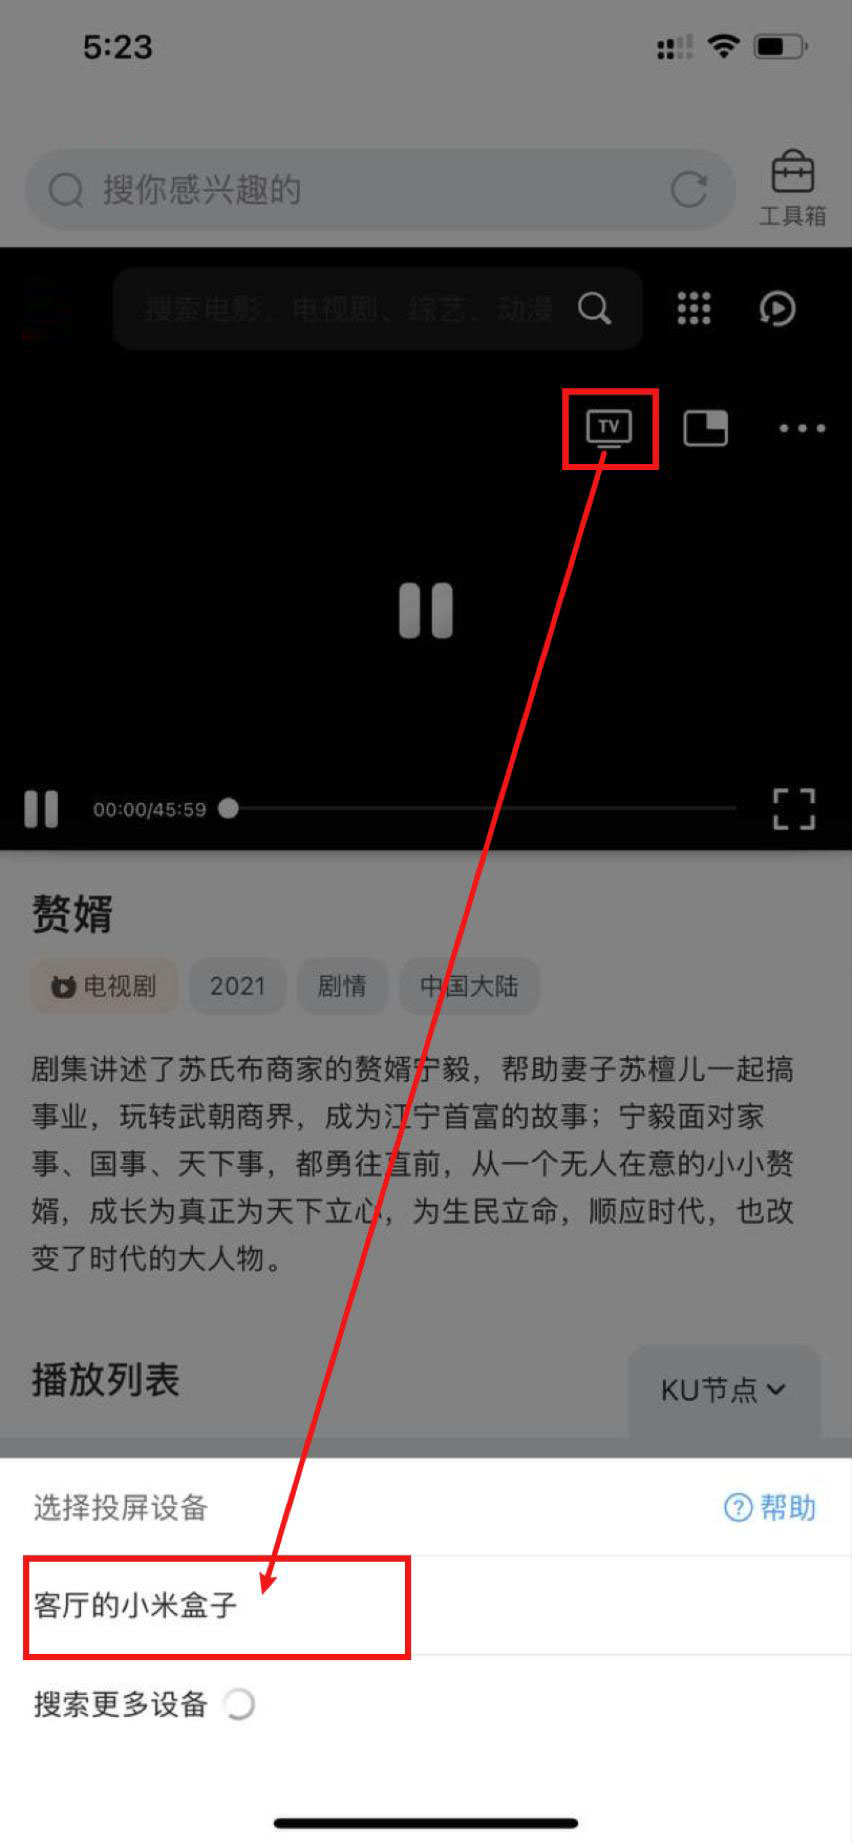 5:23
搜你感兴趣的
工具箱
搜索电影、电视剧、综艺、动漫
TV
00:00/45:59
赘婿
电视剧 2021 剧情 中国大陆
剧集讲述了苏氏布商家的赘婿宁毅，帮助妻子苏檀儿一起搞
事业，玩转武朝商界，成为江宁首富的故事；宁毅面对家
事、国事、天下事，都勇往直前，从一个无人在意的小小赘
婿，成长为真正为天下立心，为生民立命，顺应时代，也改
变了时代的大人物。
播放列表
KU节点
选择投屏设备
帮助
客厅的小米盒子
搜索更多设备